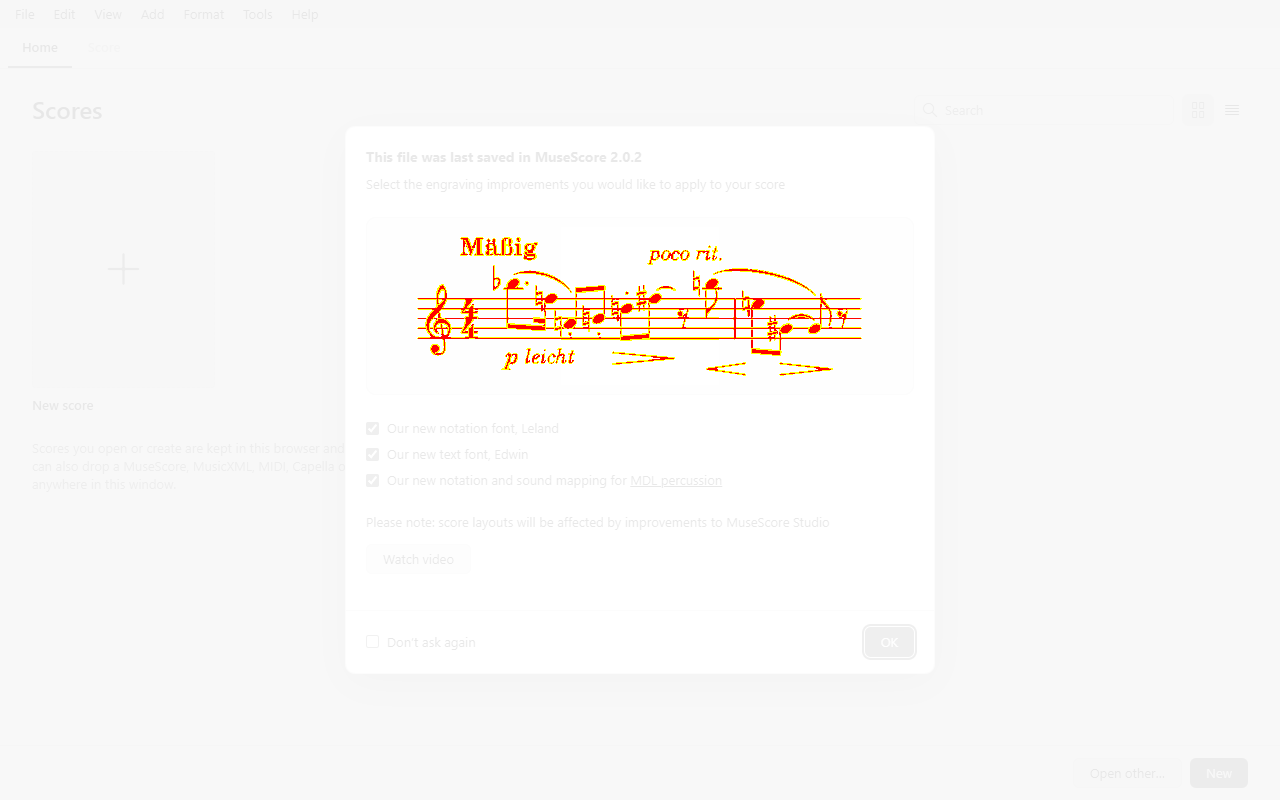 File Edit View Add Format Tools Help
Home Score
Scores
Search
This file was last saved in MuseScore 2.0.2
Select the engraving improvements you would like to apply to your score
Mäßig
poco rit.
p leicht
New score
Our new notation font, Leland
Our new text font, Edwin
Our new notation and sound mapping for MDL percussion
Scores you open or create are kept in this browser and
can also drop a MuseScore, MusicXML, MIDI, Capella o
anywhere in this window.
Please note: score layouts will be affected by improvements to MuseScore Studio
Watch video
Don't ask again
OK
Open other...
New